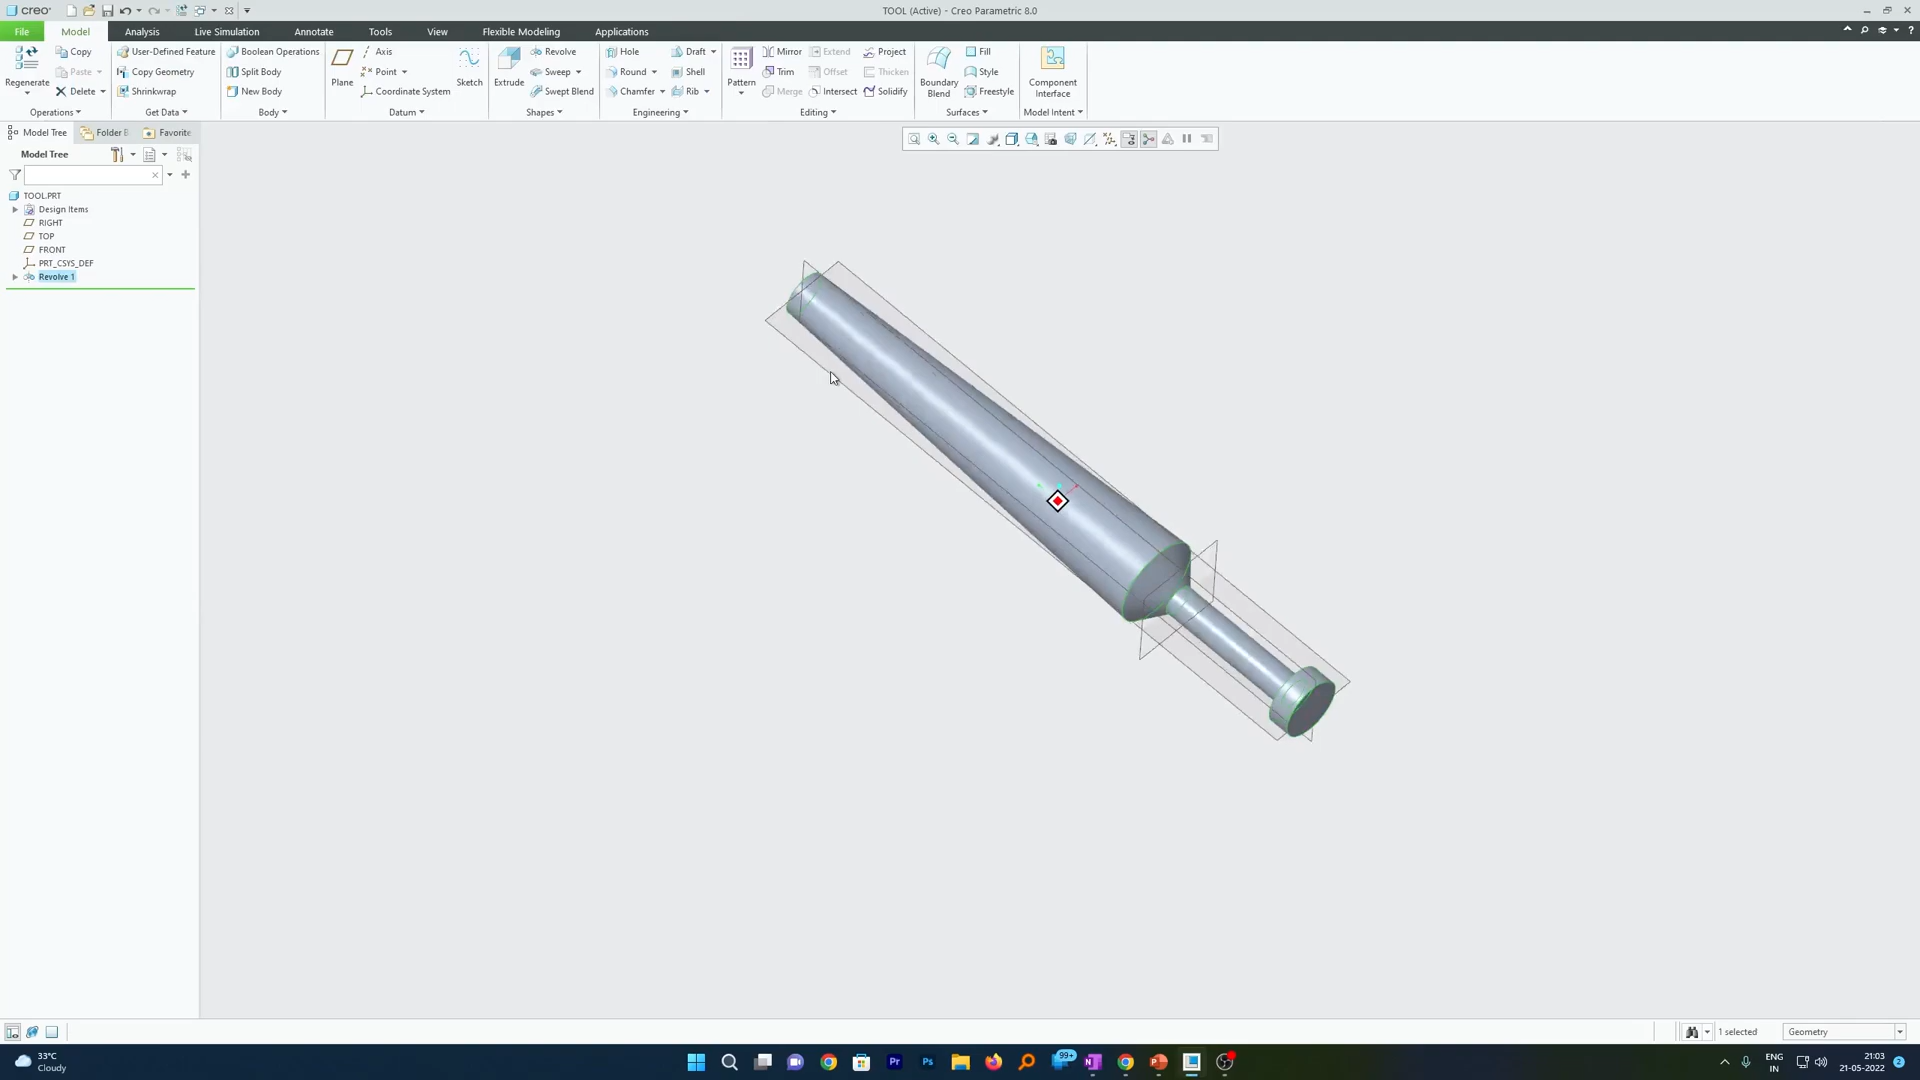 creo
TOOL (Active) - Creo Parametric 8.0
File Model Analysis Live Simulation Annotate Tools View Flexible Modeling Applications
Regenerate
Copy
Paste
Delete
Operations
User-Defined Feature
Copy Geometry
Shrinkwrap
Get Data
Boolean Operations
Split Body
New Body
Body
Plane
Axis
Point
Coordinate System
Sketch
Datum
Extrude
Revolve
Sweep
Swept Blend
Shapes
Hole
Round
Chamfer
Draft
Shell
Rib
Engineering
Pattern
Mirror
Trim
Merge
Extend
Offset
Intersect
Project
Thicken
Solidify
Editing
Boundary
Blend
Fill
Style
Freestyle
Surfaces
Component
Interface
Model Intent
Model Tree Folder B Favorite
Model Tree
TOOL.PRT
Design Items
RIGHT
TOP
FRONT
PRT_CSYS_DEF
Revolve 1
1 selected
Geometry
33°C
Cloudy
99+
Pr
Ps
ENG
IN
21:03
21-05-2022
2